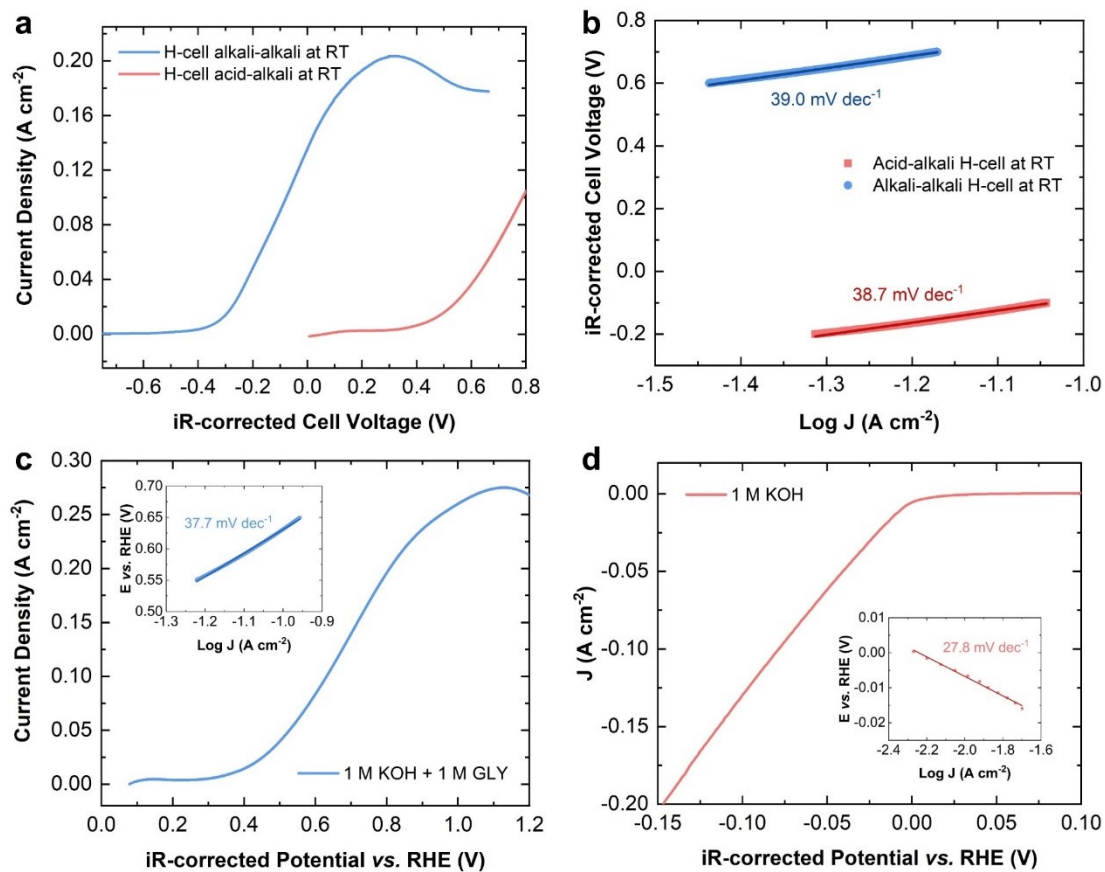 a
H-cell alkali-alkali at RT
H-cell acid-alkali at RT
Current Density (A cm-2)
0.20
0.16
0.12
0.08
0.04
0.00
-0.6 -0.4 -0.2 0.0 0.2 0.4 0.6 0.8
iR-corrected Cell Voltage (V)
b
iR-corrected Cell Voltage (V)
0.8
0.6
0.4
0.2
0.0
-0.2
39.0 mV dec-1
Acid-alkali H-cell at RT
Alkali-alkali H-cell at RT
38.7 mV dec-1
-1.5 -1.4 -1.3 -1.2 -1.1 -1.0
Log J (A cm-2)
c
Current Density (A cm-2)
0.30
0.25
0.20
0.15
0.10
0.05
0.00
E vs. RHE (V)
0.70
0.65
0.60
0.55
0.50
37.7 mV dec-1
-1.3 -1.2 -1.1 -1.0 -0.9
Log J (A cm-2)
1 M KOH + 1 M GLY
0.0 0.2 0.4 0.6 0.8 1.0 1.2
iR-corrected Potential vs. RHE (V)
d
1 M KOH
J (A cm-2)
0.00
-0.05
-0.10
-0.15
-0.20
E vs. RHE (V)
0.01
0.00
-0.01
-0.02
27.8 mV dec-1
-2.4 -2.2 -2.0 -1.8 -1.6
Log J (A cm-2)
-0.15 -0.10 -0.05 0.00 0.05 0.10
iR-corrected Potential vs. RHE (V)